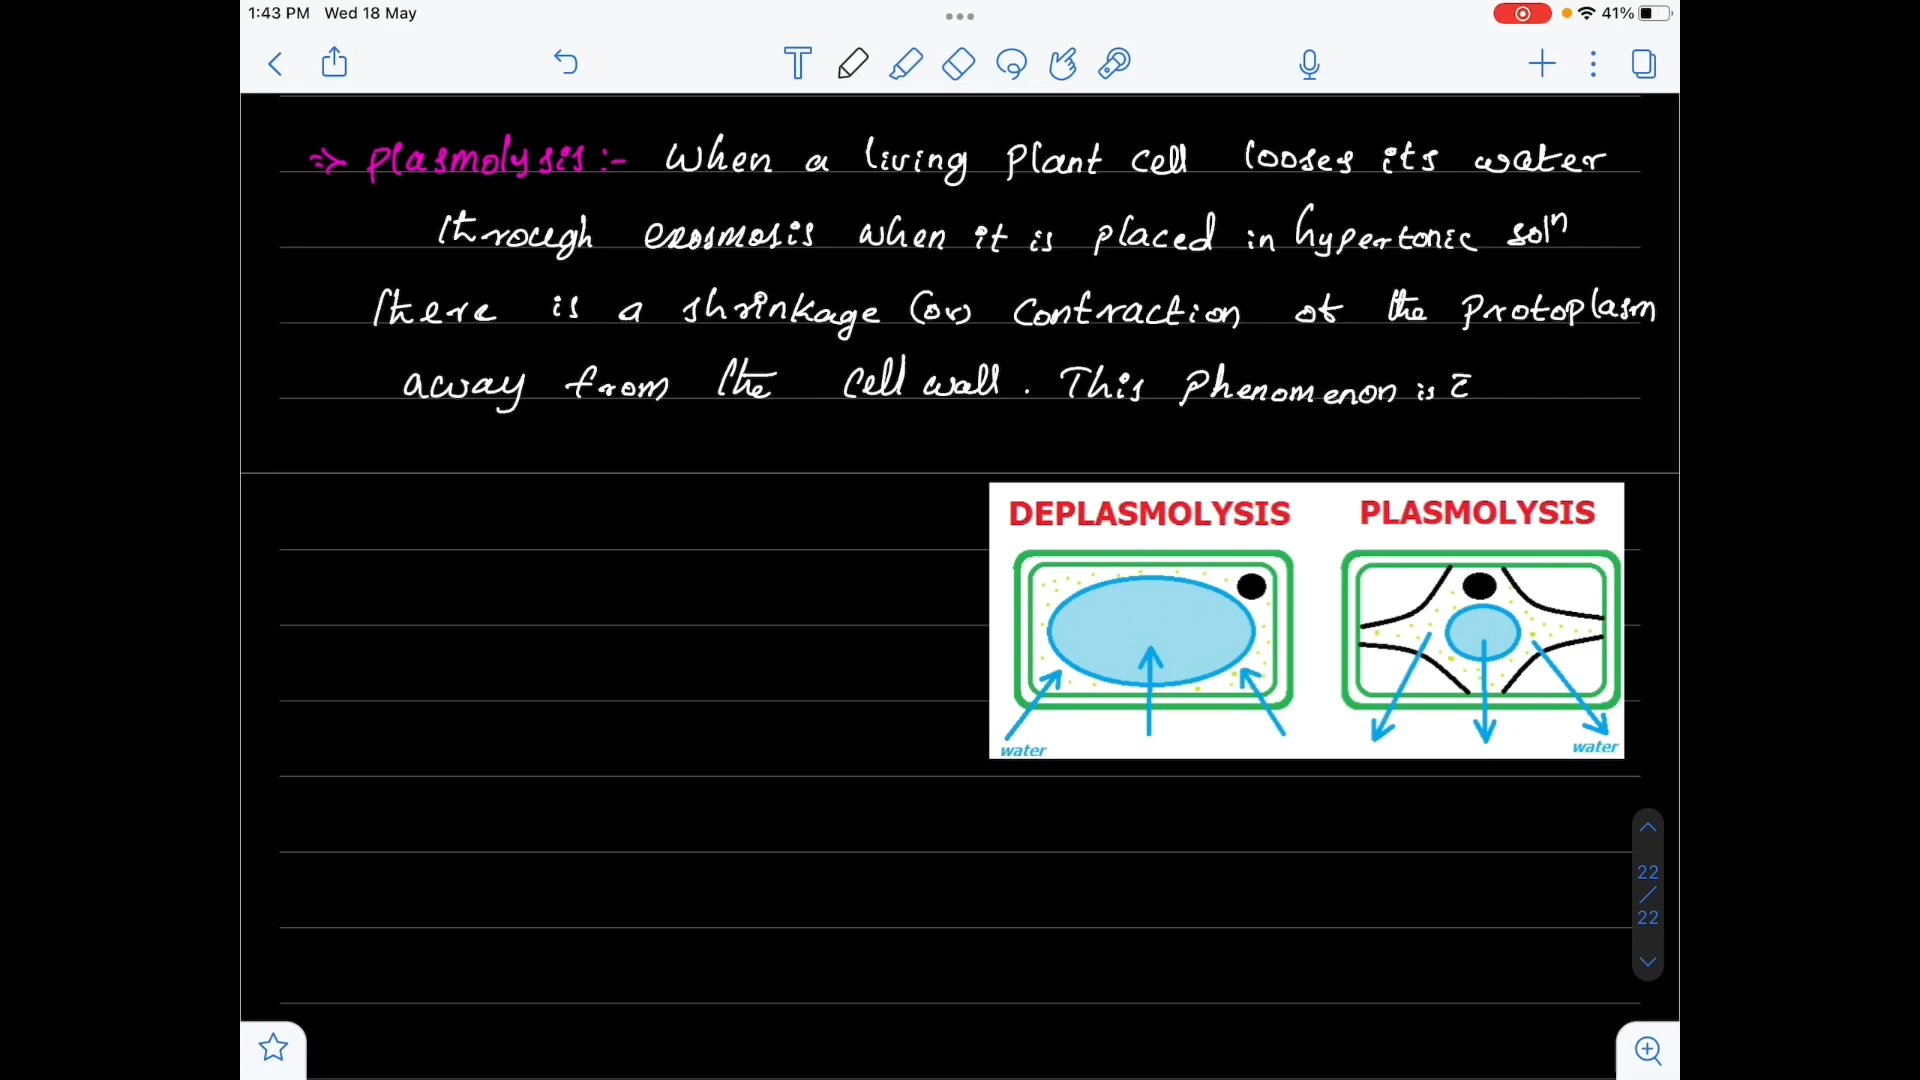 1:43 PM Wed 18 May
41%
⇒ Plasmolysis :- When a living plant cell looses its water
through exosmosis when it is placed in hypertonic solⁿ
there is a shrinkage (or) contraction of the protoplasm
away from the cell wall. This phenomenon is
DEPLASMOLYSIS PLASMOLYSIS
water water
22
/
22